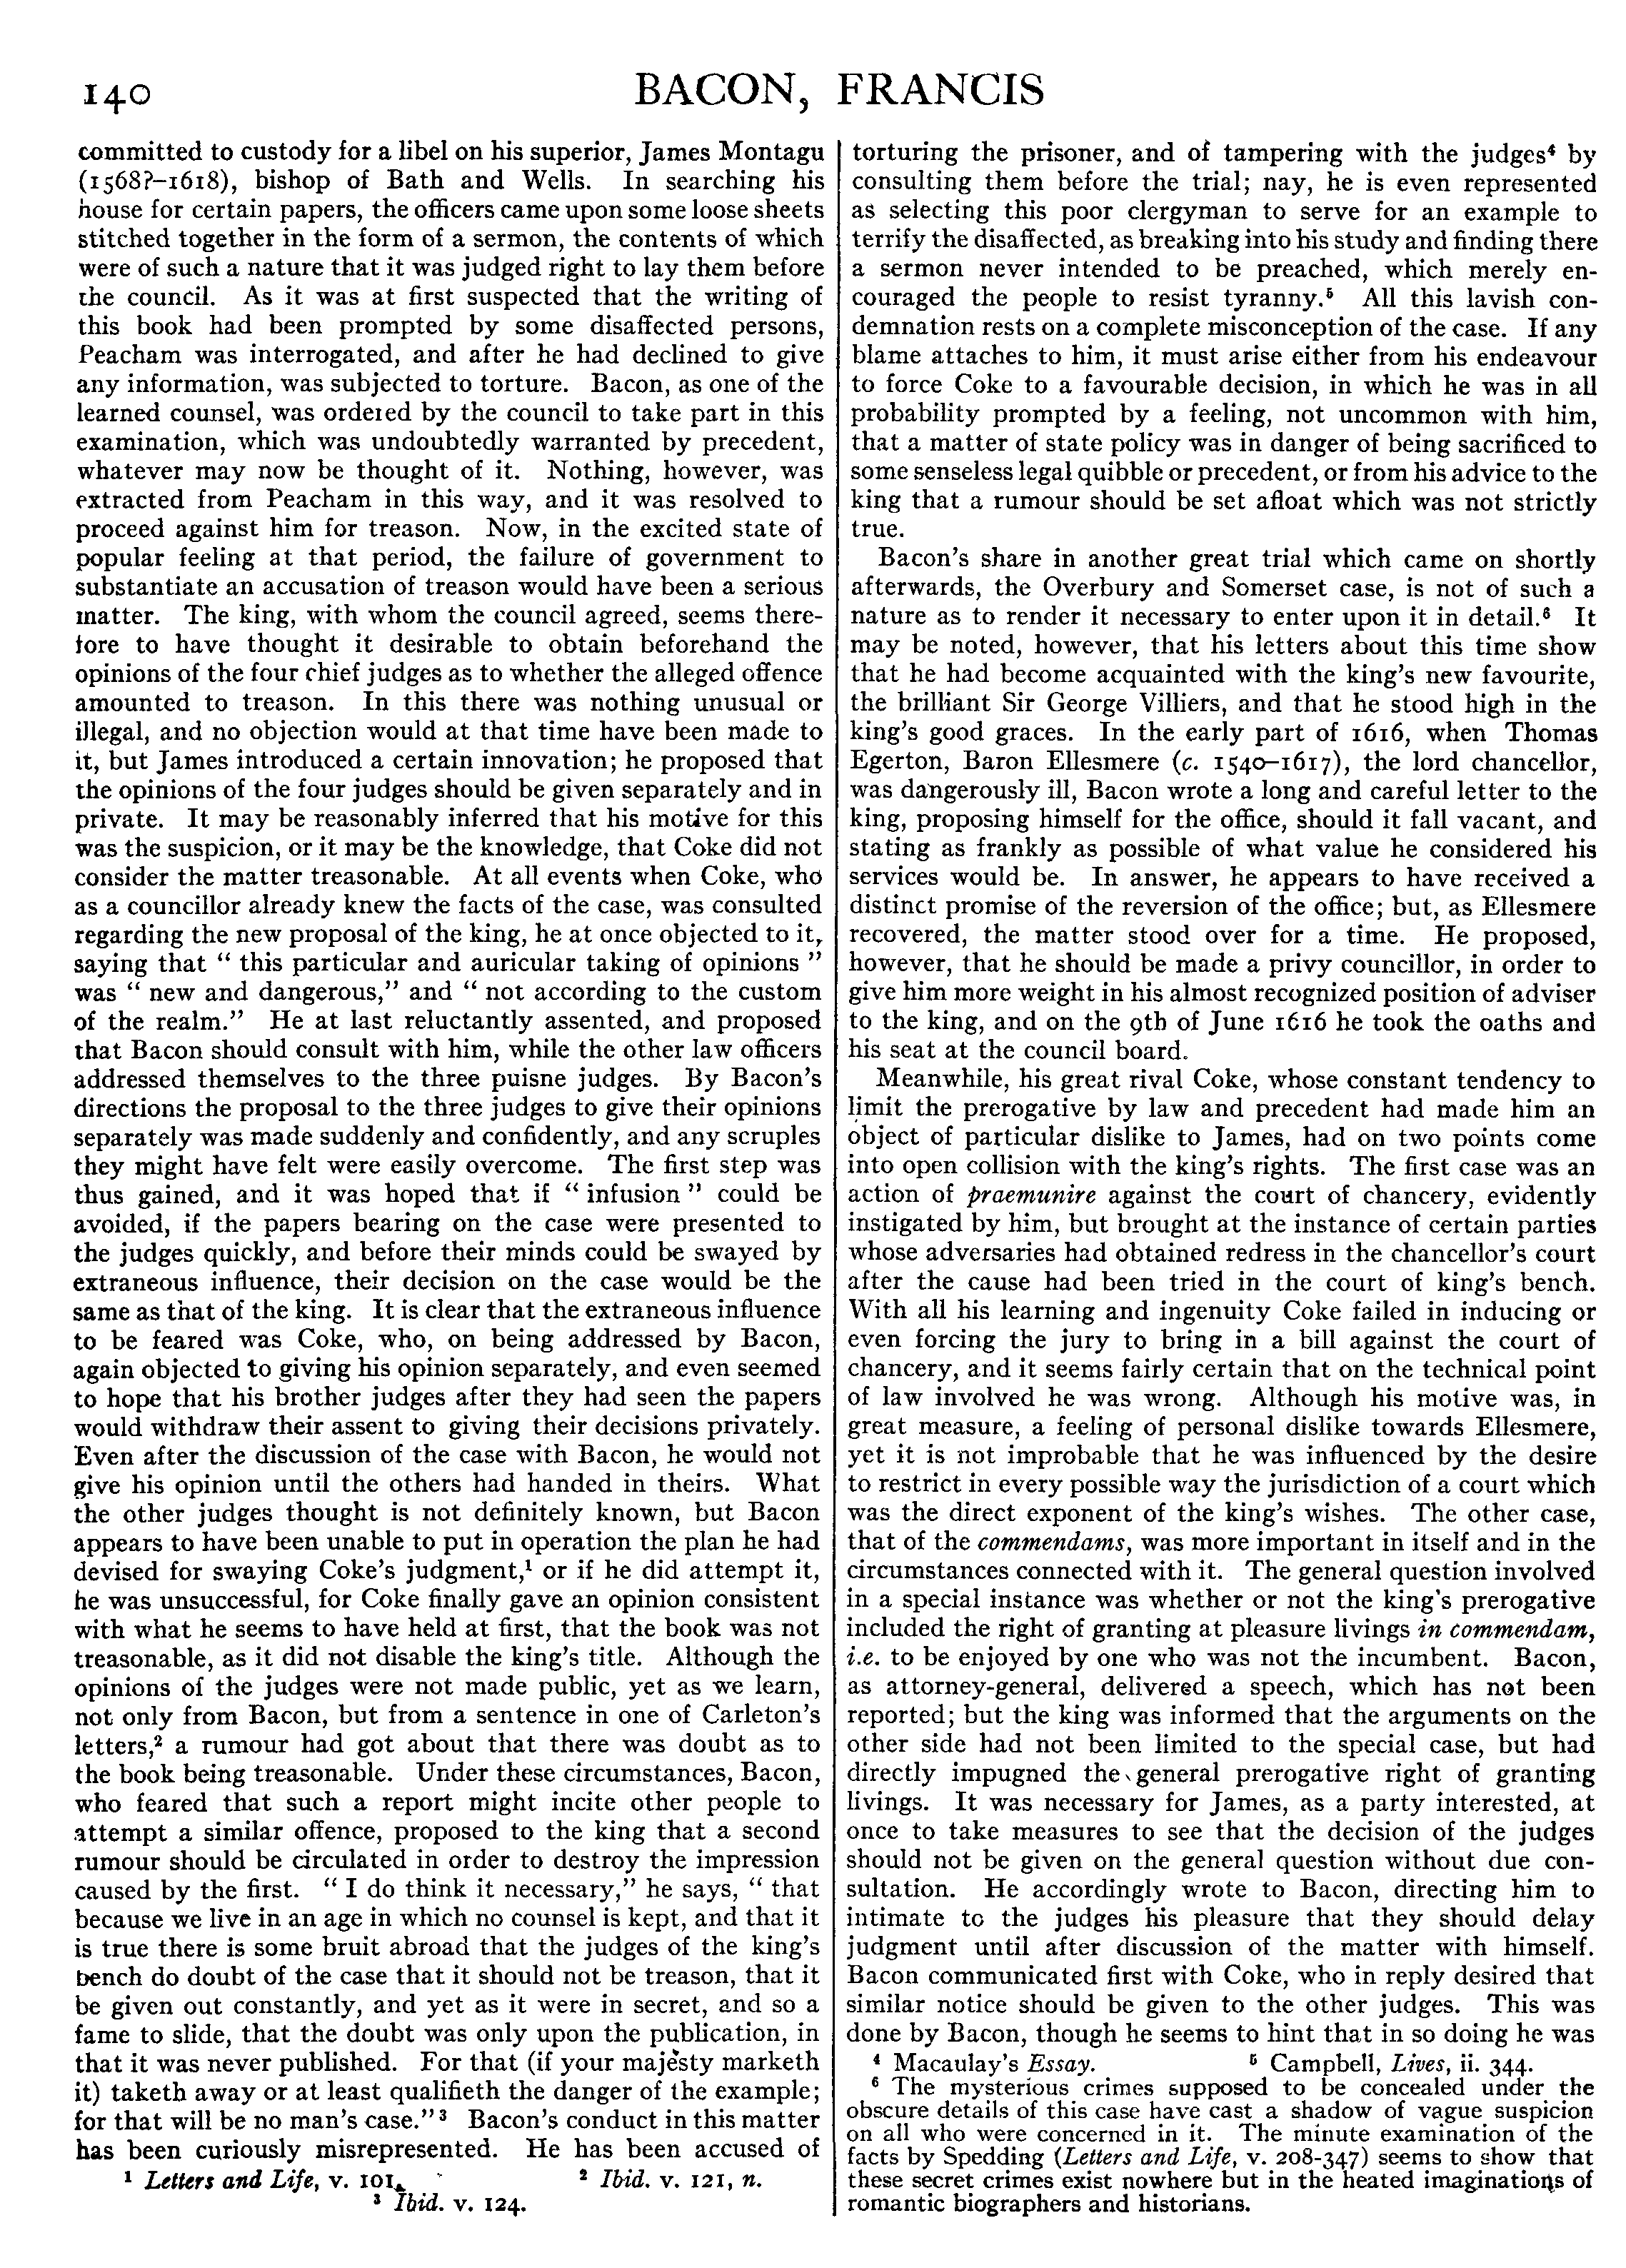 140
BACON, FRANCIS
committed to custody for a libel on his superior, James Montagu
(1568?–1618), bishop of Bath and Wells. In searching his
house for certain papers, the officers came upon some loose sheets
stitched together in the form of a sermon, the contents of which
were of such a nature that it was judged right to lay them before
the council. As it was at first suspected that the writing of
this book had been prompted by some disaffected persons,
Peacham was interrogated, and after he had declined to give
any information, was subjected to torture. Bacon, as one of the
learned counsel, was ordered by the council to take part in this
examination, which was undoubtedly warranted by precedent,
whatever may now be thought of it. Nothing, however, was
extracted from Peacham in this way, and it was resolved to
proceed against him for treason. Now, in the excited state of
popular feeling at that period, the failure of government to
substantiate an accusation of treason would have been a serious
matter. The king, with whom the council agreed, seems there-
fore to have thought it desirable to obtain beforehand the
opinions of the four chief judges as to whether the alleged offence
amounted to treason. In this there was nothing unusual or
illegal, and no objection would at that time have been made to
it, but James introduced a certain innovation; he proposed that
the opinions of the four judges should be given separately and in
private. It may be reasonably inferred that his motive for this
was the suspicion, or it may be the knowledge, that Coke did not
consider the matter treasonable. At all events when Coke, who
as a councillor already knew the facts of the case, was consulted
regarding the new proposal of the king, he at once objected to it,
saying that “ this particular and auricular taking of opinions ”
was “ new and dangerous,” and “ not according to the custom
of the realm.” He at last reluctantly assented, and proposed
that Bacon should consult with him, while the other law officers
addressed themselves to the three puisne judges. By Bacon’s
directions the proposal to the three judges to give their opinions
separately was made suddenly and confidently, and any scruples
they might have felt were easily overcome. The first step was
thus gained, and it was hoped that if “ infusion ” could be
avoided, if the papers bearing on the case were presented to
the judges quickly, and before their minds could be swayed by
extraneous influence, their decision on the case would be the
same as that of the king. It is clear that the extraneous influence
to be feared was Coke, who, on being addressed by Bacon,
again objected to giving his opinion separately, and even seemed
to hope that his brother judges after they had seen the papers
would withdraw their assent to giving their decisions privately.
Even after the discussion of the case with Bacon, he would not
give his opinion until the others had handed in theirs. What
the other judges thought is not definitely known, but Bacon
appears to have been unable to put in operation the plan he had
devised for swaying Coke’s judgment,¹ or if he did attempt it,
he was unsuccessful, for Coke finally gave an opinion consistent
with what he seems to have held at first, that the book was not
treasonable, as it did not disable the king’s title. Although the
opinions of the judges were not made public, yet as we learn,
not only from Bacon, but from a sentence in one of Carleton’s
letters,² a rumour had got about that there was doubt as to
the book being treasonable. Under these circumstances, Bacon,
who feared that such a report might incite other people to
attempt a similar offence, proposed to the king that a second
rumour should be circulated in order to destroy the impression
caused by the first. “ I do think it necessary,” he says, “ that
because we live in an age in which no counsel is kept, and that it
is true there is some bruit abroad that the judges of the king’s
bench do doubt of the case that it should not be treason, that it
be given out constantly, and yet as it were in secret, and so a
fame to slide, that the doubt was only upon the publication, in
that it was never published. For that (if your majesty marketh
it) taketh away or at least qualifieth the danger of the example;
for that will be no man’s case.”³ Bacon’s conduct in this matter
has been curiously misrepresented. He has been accused of
¹ Letters and Life, v. 101. ² Ibid. v. 121, n.
³ Ibid. v. 124.
torturing the prisoner, and of tampering with the judges⁴ by
consulting them before the trial; nay, he is even represented
as selecting this poor clergyman to serve for an example to
terrify the disaffected, as breaking into his study and finding there
a sermon never intended to be preached, which merely en-
couraged the people to resist tyranny.⁵ All this lavish con-
demnation rests on a complete misconception of the case. If any
blame attaches to him, it must arise either from his endeavour
to force Coke to a favourable decision, in which he was in all
probability prompted by a feeling, not uncommon with him,
that a matter of state policy was in danger of being sacrificed to
some senseless legal quibble or precedent, or from his advice to the
king that a rumour should be set afloat which was not strictly
true.
Bacon’s share in another great trial which came on shortly
afterwards, the Overbury and Somerset case, is not of such a
nature as to render it necessary to enter upon it in detail.⁶ It
may be noted, however, that his letters about this time show
that he had become acquainted with the king’s new favourite,
the brilliant Sir George Villiers, and that he stood high in the
king’s good graces. In the early part of 1616, when Thomas
Egerton, Baron Ellesmere (c. 1540–1617), the lord chancellor,
was dangerously ill, Bacon wrote a long and careful letter to the
king, proposing himself for the office, should it fall vacant, and
stating as frankly as possible of what value he considered his
services would be. In answer, he appears to have received a
distinct promise of the reversion of the office; but, as Ellesmere
recovered, the matter stood over for a time. He proposed,
however, that he should be made a privy councillor, in order to
give him more weight in his almost recognized position of adviser
to the king, and on the 9th of June 1616 he took the oaths and
his seat at the council board.
Meanwhile, his great rival Coke, whose constant tendency to
limit the prerogative by law and precedent had made him an
object of particular dislike to James, had on two points come
into open collision with the king’s rights. The first case was an
action of praemunire against the court of chancery, evidently
instigated by him, but brought at the instance of certain parties
whose adversaries had obtained redress in the chancellor’s court
after the cause had been tried in the court of king’s bench.
With all his learning and ingenuity Coke failed in inducing or
even forcing the jury to bring in a bill against the court of
chancery, and it seems fairly certain that on the technical point
of law involved he was wrong. Although his motive was, in
great measure, a feeling of personal dislike towards Ellesmere,
yet it is not improbable that he was influenced by the desire
to restrict in every possible way the jurisdiction of a court which
was the direct exponent of the king’s wishes. The other case,
that of the commendams, was more important in itself and in the
circumstances connected with it. The general question involved
in a special instance was whether or not the king’s prerogative
included the right of granting at pleasure livings in commendam,
i.e. to be enjoyed by one who was not the incumbent. Bacon,
as attorney-general, delivered a speech, which has not been
reported; but the king was informed that the arguments on the
other side had not been limited to the special case, but had
directly impugned the general prerogative right of granting
livings. It was necessary for James, as a party interested, at
once to take measures to see that the decision of the judges
should not be given on the general question without due con-
sultation. He accordingly wrote to Bacon, directing him to
intimate to the judges his pleasure that they should delay
judgment until after discussion of the matter with himself.
Bacon communicated first with Coke, who in reply desired that
similar notice should be given to the other judges. This was
done by Bacon, though he seems to hint that in so doing he was
⁴ Macaulay’s Essay. ⁵ Campbell, Lives, ii. 344.
⁶ The mysterious crimes supposed to be concealed under the
obscure details of this case have cast a shadow of vague suspicion
on all who were concerned in it. The minute examination of the
facts by Spedding (Letters and Life, v. 208-347) seems to show that
these secret crimes exist nowhere but in the heated imaginations of
romantic biographers and historians.